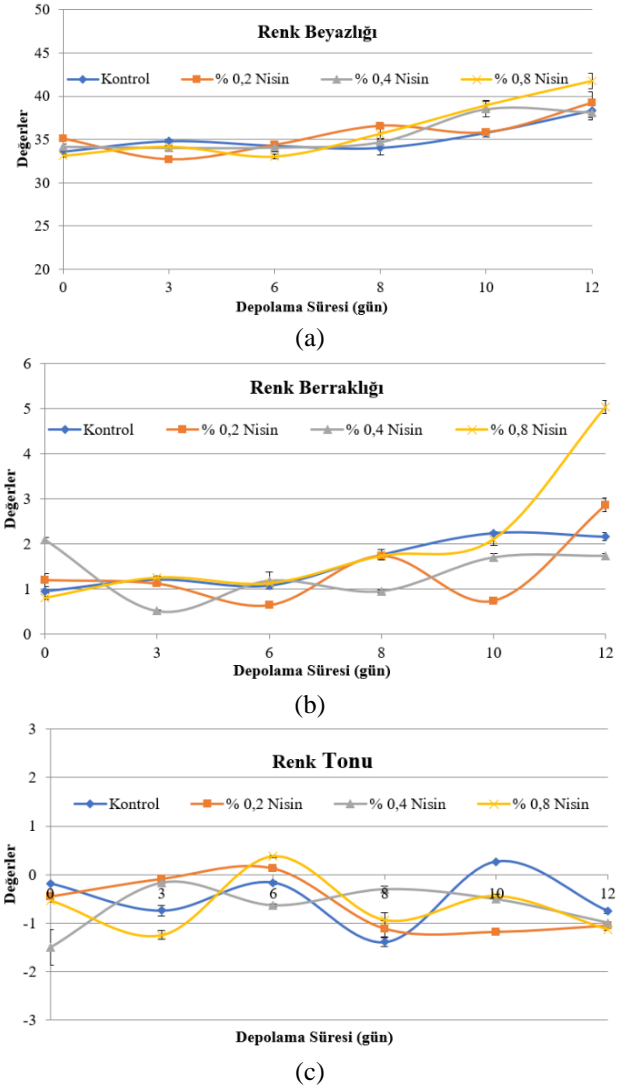 Renk Beyazlığı
Kontrol % 0,2 Nisin % 0,4 Nisin % 0,8 Nisin
Değerler
50
45
40
35
30
25
20
0 3 6 8 10 12
Depolama Süresi (gün)
(a)
Renk Berraklığı
Kontrol % 0,2 Nisin % 0,4 Nisin % 0,8 Nisin
Değerler
6
5
4
3
2
1
0
0 3 6 8 10 12
Depolama Süresi (gün)
(b)
Renk Tonu
Kontrol % 0,2 Nisin % 0,4 Nisin % 0,8 Nisin
Değerler
3
2
1
0
-1
-2
-3
0 3 6 8 10 12
Depolama Süresi (gün)
(c)